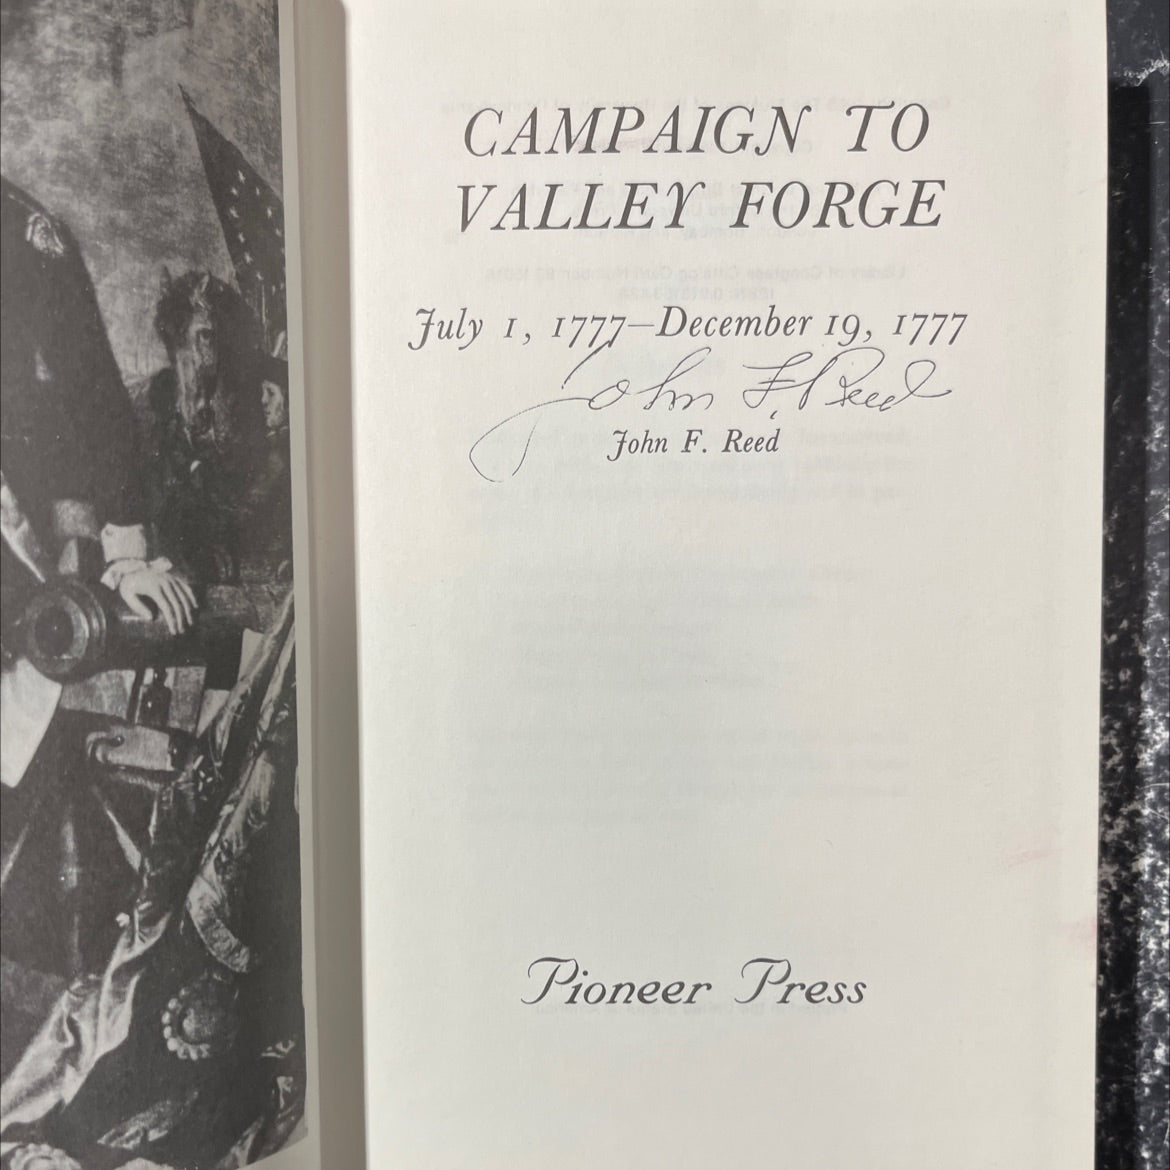 CAMPAIGN TO
VALLEY FORGE
July 1, 1777–December 19, 1777
John F. Reed
John F. Reed
Pioneer Press